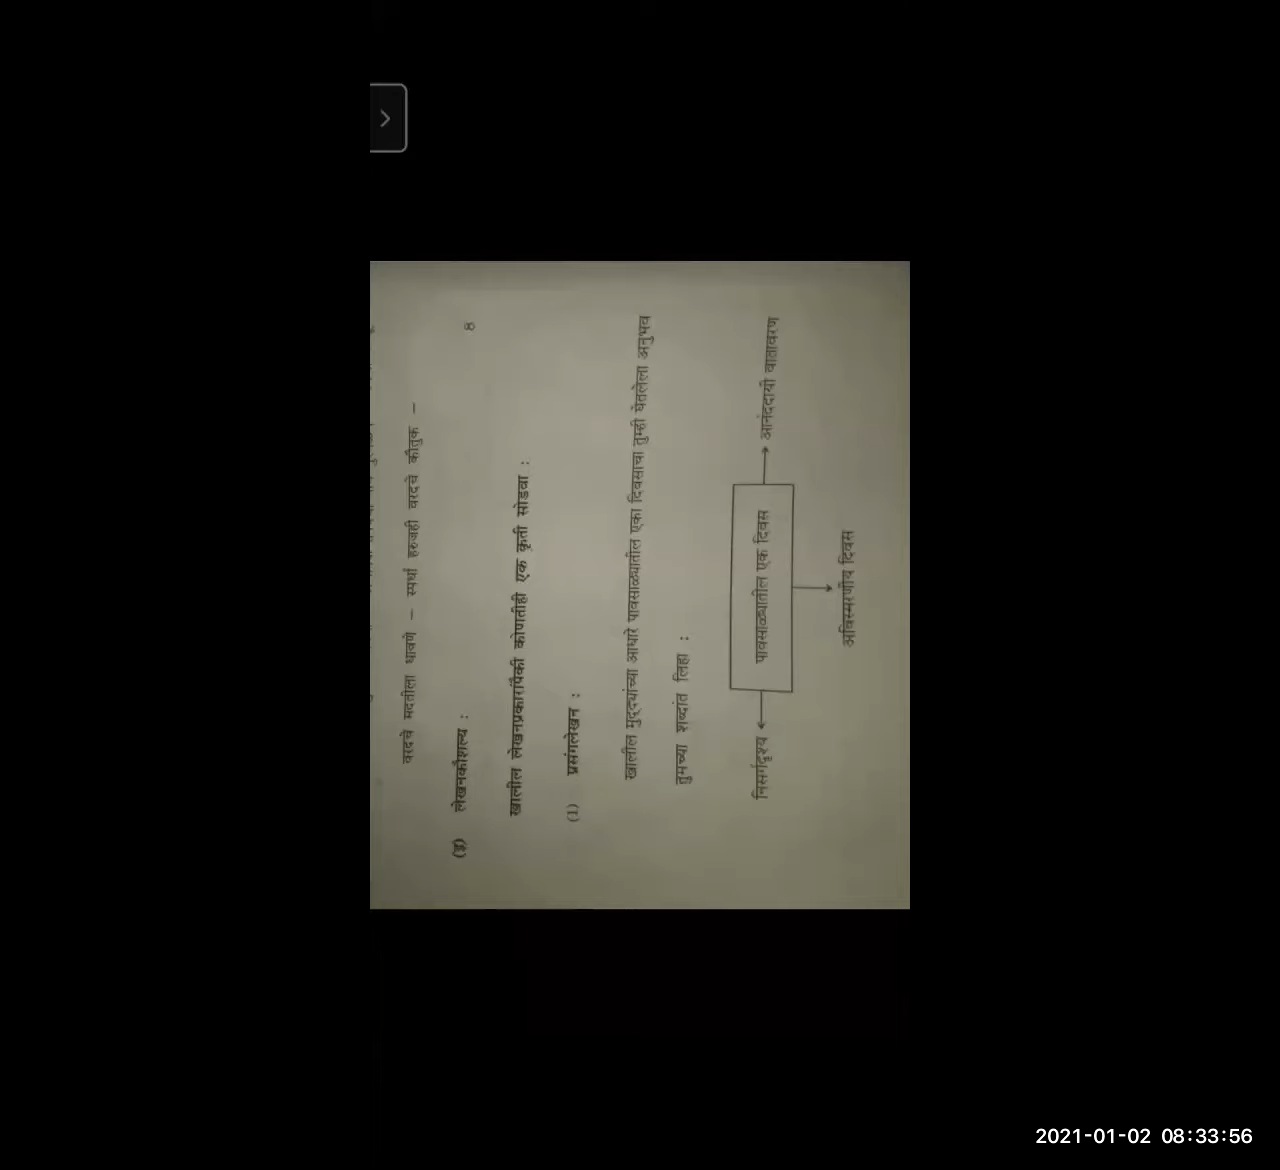 वरदचे मदतीला धावणे – स्पर्धा हरुनही वरदचे कौतुक –
(इ) लेखनकौशल्य : 8
खालील लेखनप्रकारांपैकी कोणतीही एक कृती सोडवा :
(1) प्रसंगलेखन :
खालील मुद्द्यांच्या आधारे पावसाळ्यातील एका दिवसाचा तुम्ही घेतलेला अनुभव
तुमच्या शब्दांत लिहा :
निसर्गदृश्य ← पावसाळ्यातील एक दिवस → आनंददायी वातावरण
अविस्मरणीय दिवस
2021-01-02 08:33:56